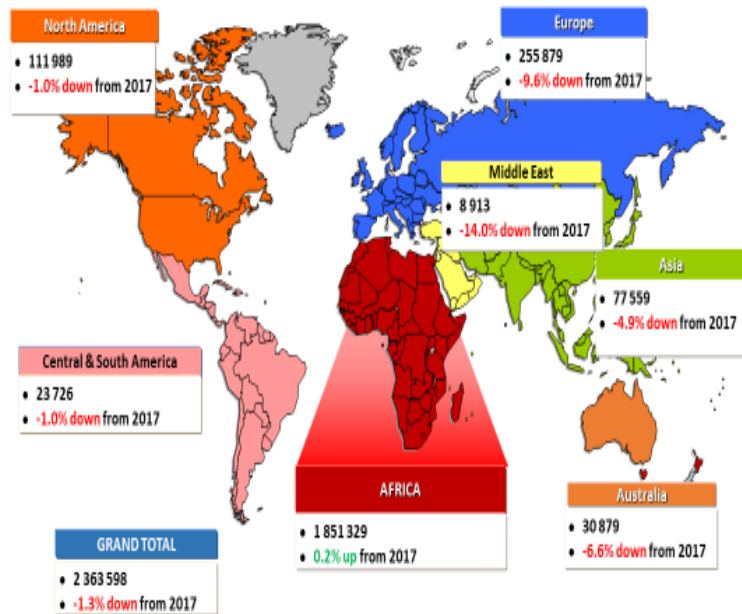 North America
• 111 989
• -1.0% down from 2017
Europe
• 255 879
• -9.6% down from 2017
Middle East
• 8 913
• -14.0% down from 2017
Asia
• 77 559
• -4.9% down from 2017
Central & South America
• 23 726
• -1.0% down from 2017
AFRICA
• 1 851 329
• 0.2% up from 2017
Australia
• 30 879
• -6.6% down from 2017
GRAND TOTAL
• 2 363 598
• -1.3% down from 2017